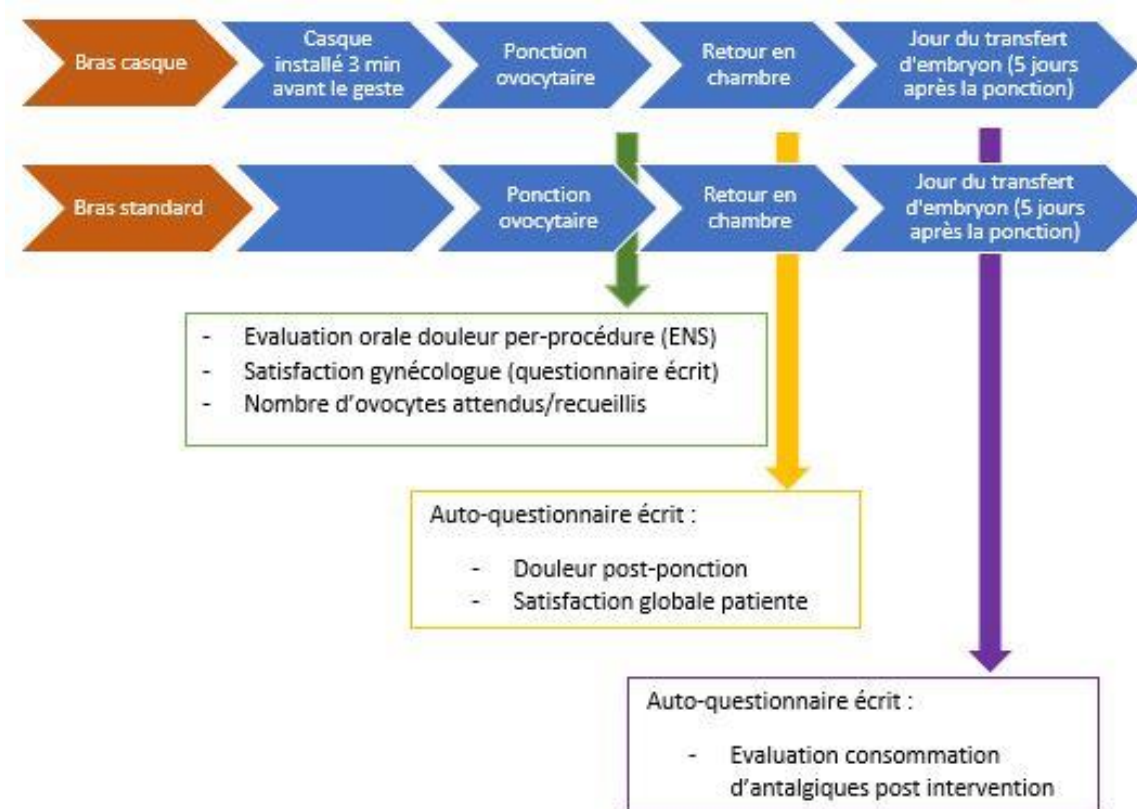 Bras casque
Casque
installé 3 min
avant le geste
Ponction
ovocytaire
Retour en
chambre
Jour du transfert
d'embryon (5 jours
après la ponction)
Bras standard
Ponction
ovocytaire
Retour en
chambre
Jour du transfert
d'embryon (5 jours
après la ponction)
- Evaluation orale douleur per-procédure (ENS)
- Satisfaction gynécologue (questionnaire écrit)
- Nombre d’ovocytes attendus/recueillis
Auto-questionnaire écrit :
- Douleur post-ponction
- Satisfaction globale patiente
Auto-questionnaire écrit :
- Evaluation consommation
d’antalgiques post intervention